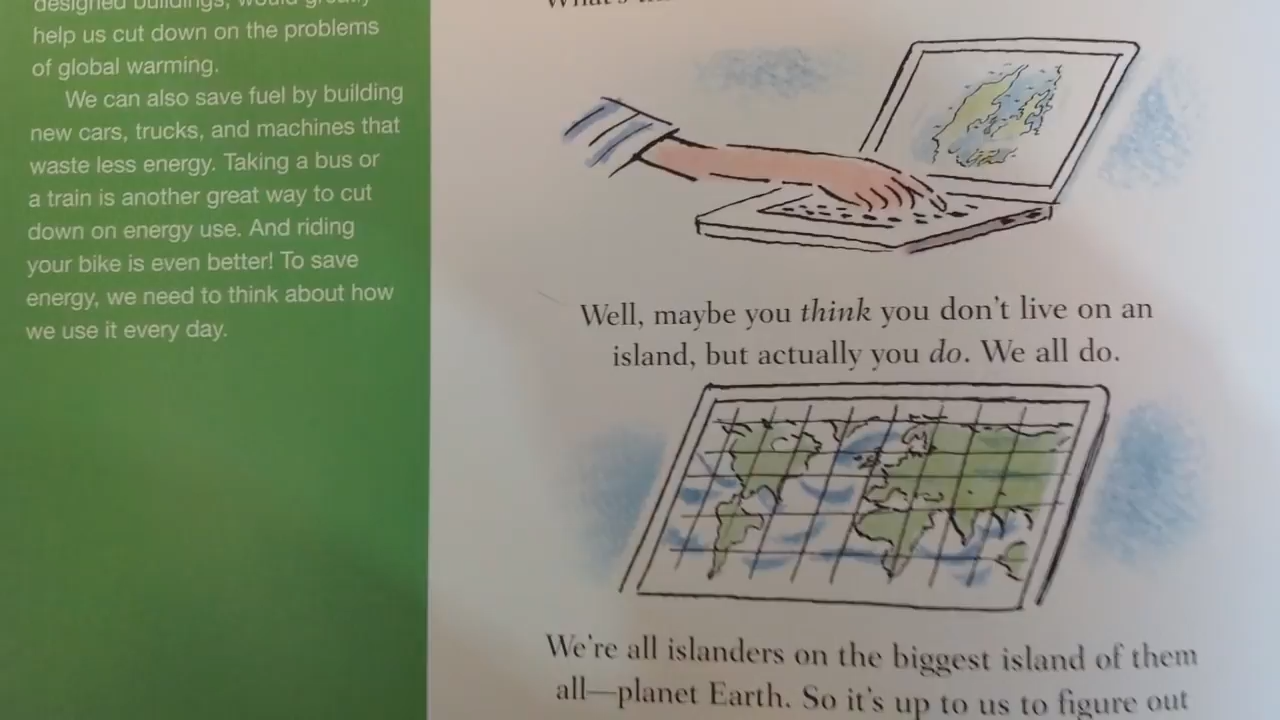 designed buildings, would greatly
help us cut down on the problems
of global warming.
We can also save fuel by building
new cars, trucks, and machines that
waste less energy. Taking a bus or
a train is another great way to cut
down on energy use. And riding
your bike is even better! To save
energy, we need to think about how
we use it every day.
What's
Well, maybe you think you don't live on an
island, but actually you do. We all do.
We're all islanders on the biggest island of them
all—planet Earth. So it's up to us to figure out